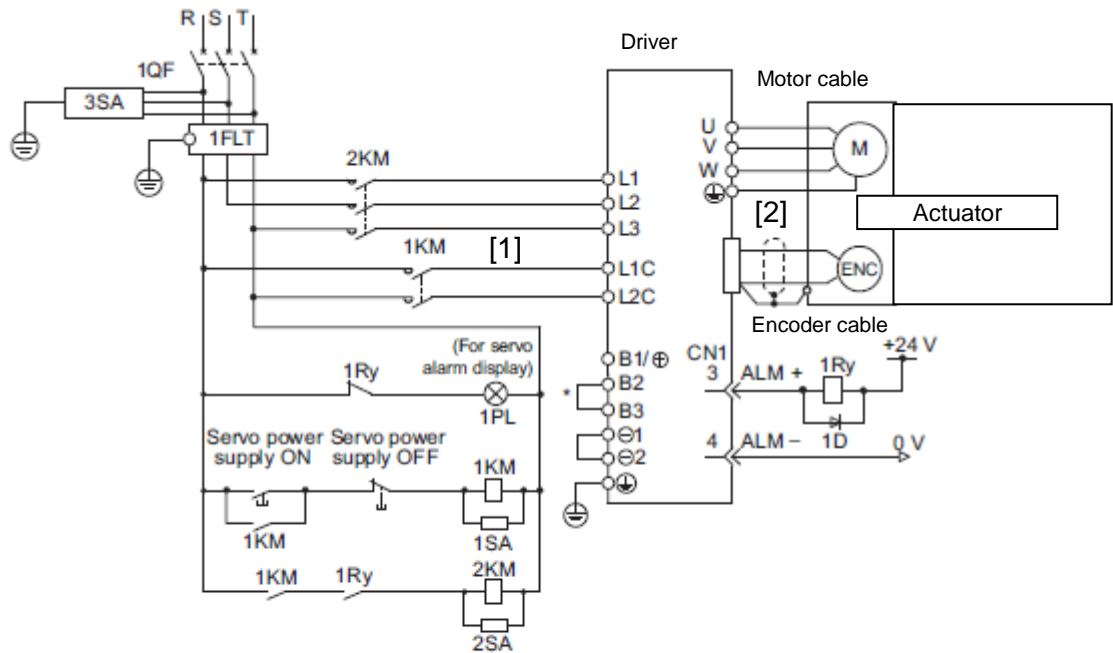 R S T
Driver
1QF
Motor cable
3SA
1FLT
U
V
W
M
2KM
L1
L2
L3
[2]
Actuator
1KM
[1]
L1C
L2C
ENC
Encoder cable
(For servo
alarm display)
1Ry
1PL
B1/⊕
B2
B3
*
⊖1
⊖2
CN1
3
ALM +
1Ry
+24 V
1D
4
ALM −
0 V
Servo power
supply ON
Servo power
supply OFF
1KM
1KM
1SA
1KM
1Ry
2KM
2SA